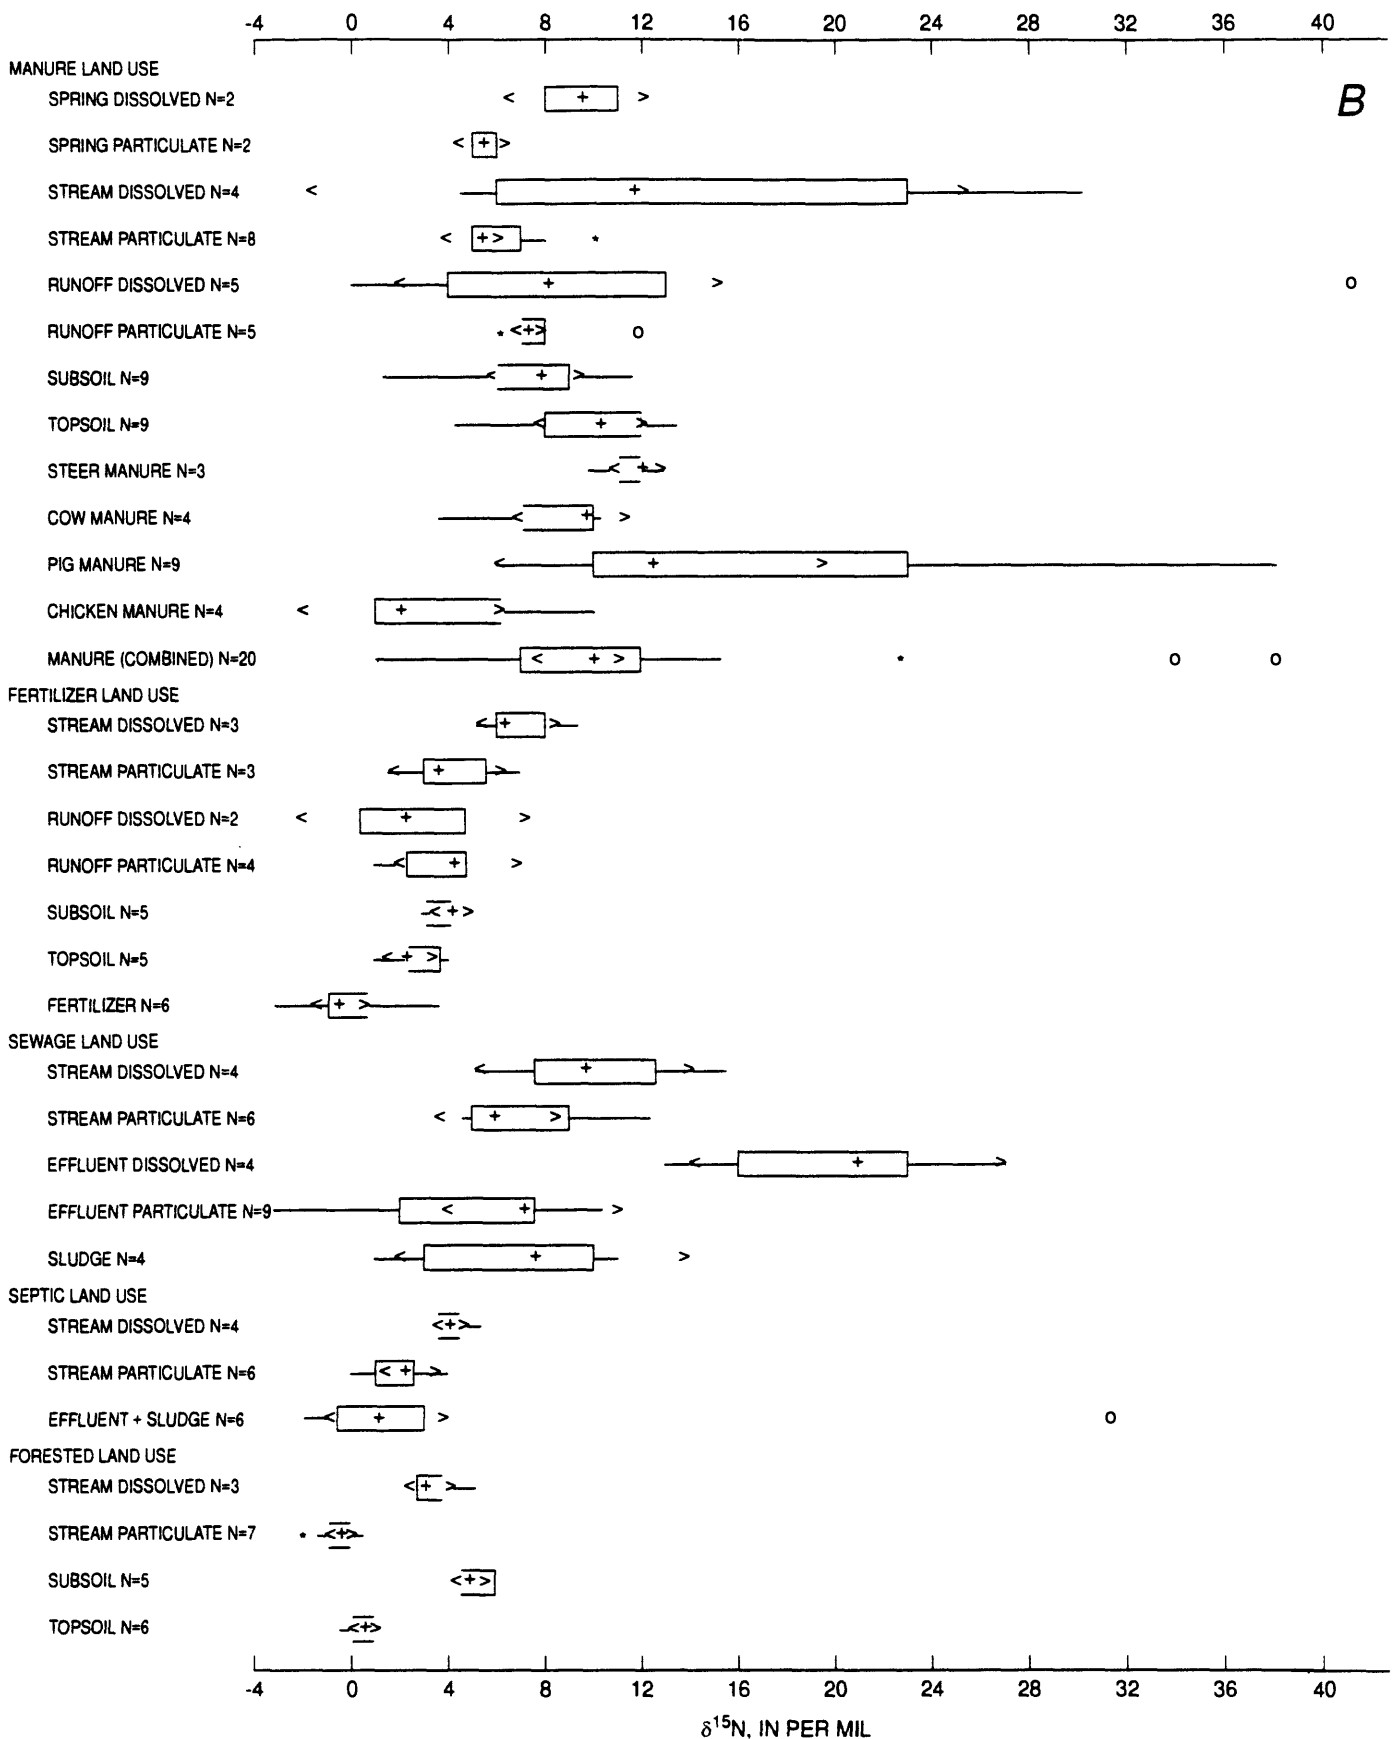 -4 0 4 8 12 16 20 24 28 32 36 40
MANURE LAND USE
B
SPRING DISSOLVED N=2
SPRING PARTICULATE N=2
STREAM DISSOLVED N=4
STREAM PARTICULATE N=8
RUNOFF DISSOLVED N=5
RUNOFF PARTICULATE N=5
SUBSOIL N=9
TOPSOIL N=9
STEER MANURE N=3
COW MANURE N=4
PIG MANURE N=9
CHICKEN MANURE N=4
MANURE (COMBINED) N=20
FERTILIZER LAND USE
STREAM DISSOLVED N=3
STREAM PARTICULATE N=3
RUNOFF DISSOLVED N=2
RUNOFF PARTICULATE N=4
SUBSOIL N=5
TOPSOIL N=5
FERTILIZER N=6
SEWAGE LAND USE
STREAM DISSOLVED N=4
STREAM PARTICULATE N=6
EFFLUENT DISSOLVED N=4
EFFLUENT PARTICULATE N=9
SLUDGE N=4
SEPTIC LAND USE
STREAM DISSOLVED N=4
STREAM PARTICULATE N=6
EFFLUENT + SLUDGE N=6
FORESTED LAND USE
STREAM DISSOLVED N=3
STREAM PARTICULATE N=7
SUBSOIL N=5
TOPSOIL N=6
-4 0 4 8 12 16 20 24 28 32 36 40
δ¹⁵N, IN PER MIL